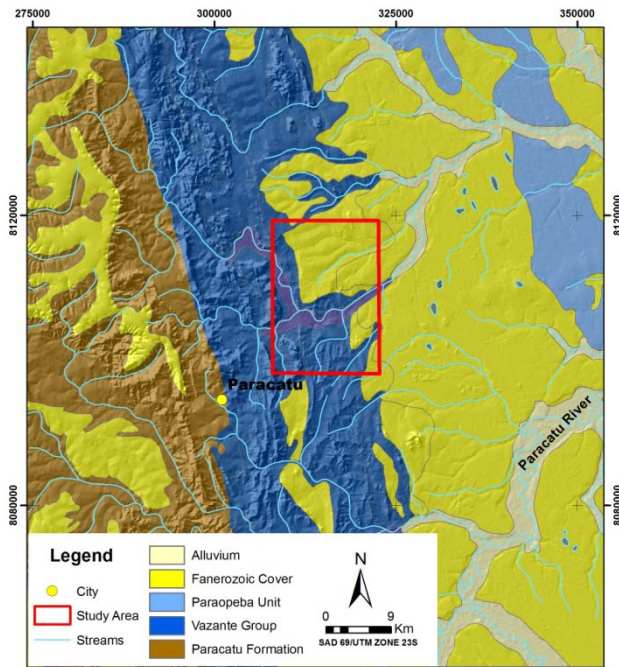 275000 300000 325000 350000
8120000
8120000
Paracatu
Paracatu River
8080000
8080000
Legend
City
Study Area
Streams
Alluvium
Fanerozoic Cover
Paraopeba Unit
Vazante Group
Paracatu Formation
N
0 9
Km
SAD 69/UTM ZONE 23S